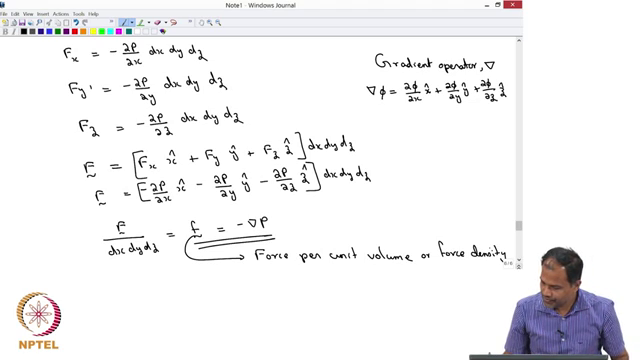 Note1 - Windows Journal
File Edit View Insert Actions Tools Help
Fx = - ∂P/∂x dx dy dz
Fy' = - ∂P/∂y dx dy dz
Fz = - ∂P/∂z dx dy dz
F = [Fx x̂ + Fy ŷ + Fz ẑ] dx dy dz
F = [- ∂P/∂x x̂ - ∂P/∂y ŷ - ∂P/∂z ẑ] dx dy dz
F/dx dy dz = f = - ∇P
Force per unit volume or force density
Gradient operator, ∇
∇φ = ∂φ/∂x x̂ + ∂φ/∂y ŷ + ∂φ/∂z ẑ
NPTEL